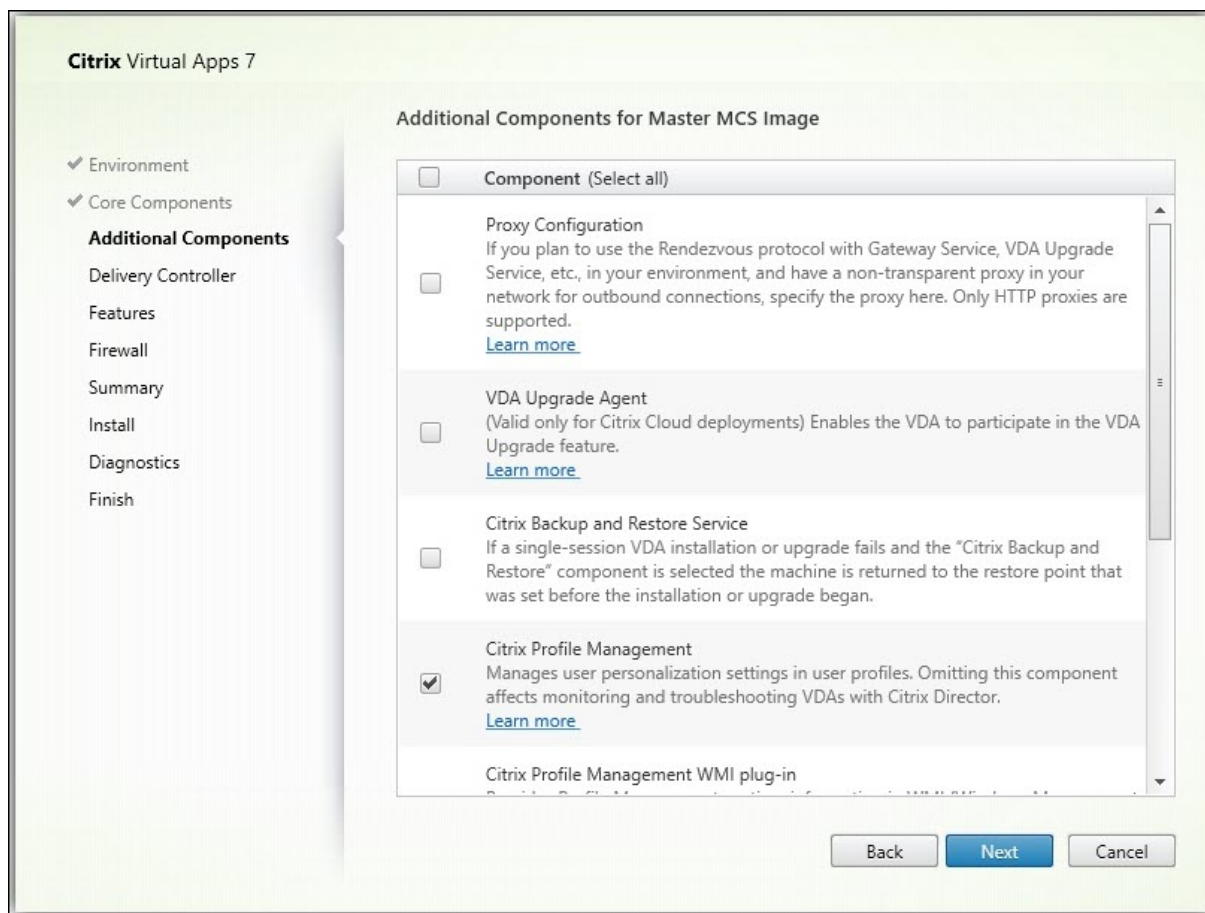 Citrix Virtual Apps 7
Additional Components for Master MCS Image
Environment
Core Components
Additional Components
Delivery Controller
Features
Firewall
Summary
Install
Diagnostics
Finish
Component (Select all)
Proxy Configuration
If you plan to use the Rendezvous protocol with Gateway Service, VDA Upgrade
Service, etc., in your environment, and have a non-transparent proxy in your
network for outbound connections, specify the proxy here. Only HTTP proxies are
supported.
Learn more
VDA Upgrade Agent
(Valid only for Citrix Cloud deployments) Enables the VDA to participate in the VDA
Upgrade feature.
Learn more
Citrix Backup and Restore Service
If a single-session VDA installation or upgrade fails and the “Citrix Backup and
Restore” component is selected the machine is returned to the restore point that
was set before the installation or upgrade began.
Citrix Profile Management
Manages user personalization settings in user profiles. Omitting this component
affects monitoring and troubleshooting VDAs with Citrix Director.
Learn more
Citrix Profile Management WMI plug-in
Back
Next
Cancel